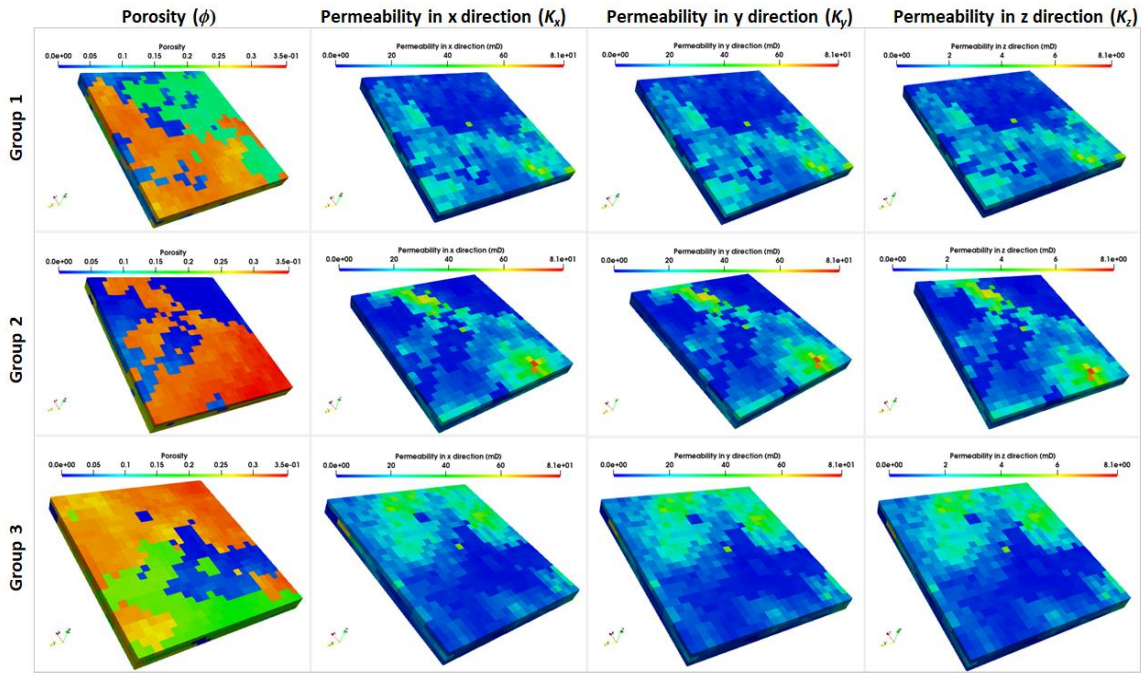 Porosity (ϕ) Permeability in x direction (Kx) Permeability in y direction (Ky) Permeability in z direction (Kz)
Group 1
Porosity Permeability in x direction (mD) Permeability in y direction (mD) Permeability in z direction (mD)
0.0e+00 0.05 0.1 0.15 0.2 0.25 3.5e-01 0.0e+00 20 40 60 8.1e+01 0.0e+00 20 40 60 8.1e+01 0.0e+00 2 4 6 8.1e+00
Group 2
Porosity Permeability in x direction (mD) Permeability in y direction (mD) Permeability in z direction (mD)
0.0e+00 0.05 0.1 0.15 0.2 0.25 3.5e-01 0.0e+00 20 40 60 8.1e+01 0.0e+00 20 40 60 8.1e+01 0.0e+00 2 4 6 8.1e+00
Group 3
Porosity Permeability in x direction (mD) Permeability in y direction (mD) Permeability in z direction (mD)
0.0e+00 0.05 0.1 0.15 0.2 0.25 3.5e-01 0.0e+00 20 40 60 8.1e+01 0.0e+00 20 40 60 8.1e+01 0.0e+00 2 4 6 8.1e+00